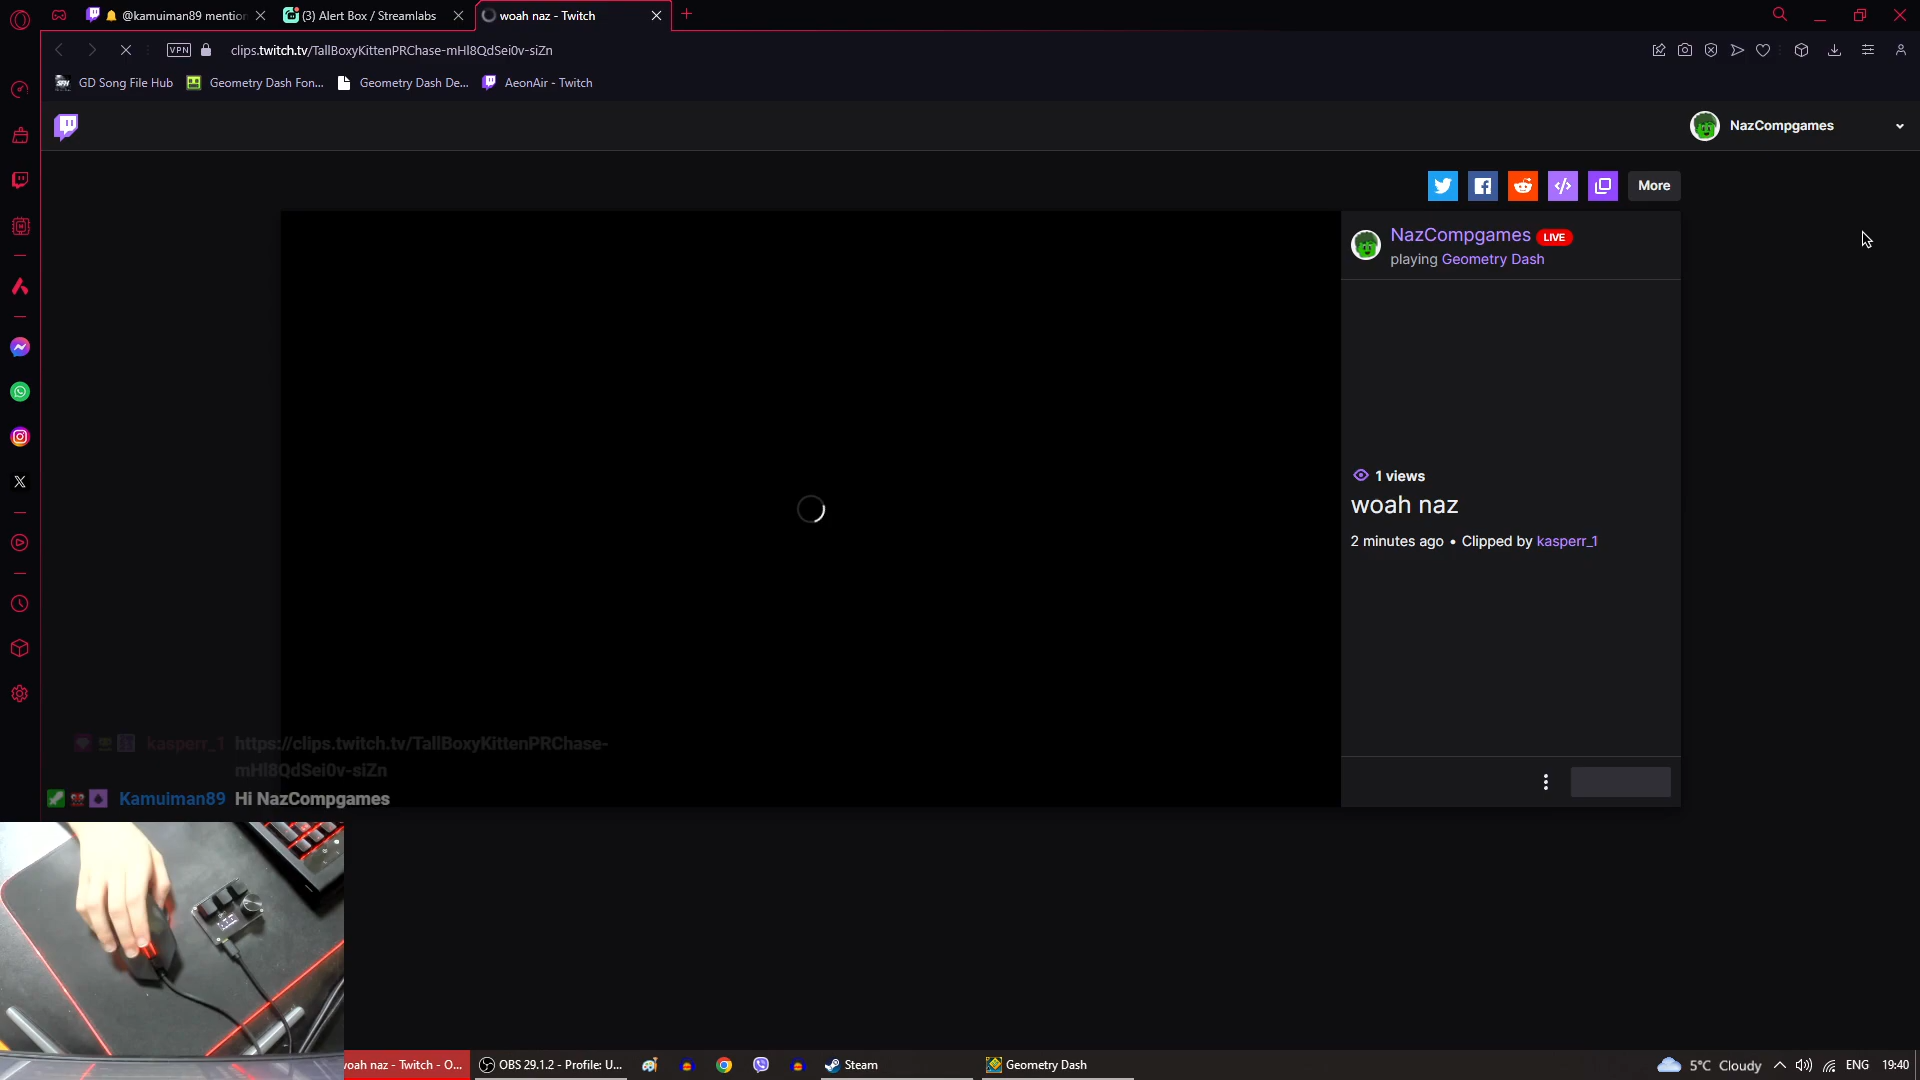 @kamuiman89 mention
(3) Alert Box / Streamlabs
woah naz - Twitch
VPN
clips.twitch.tv/TallBoxyKittenPRChase-mHl8QdSei0v-siZn
GD Song File Hub
Geometry Dash Fon...
Geometry Dash De...
AeonAir - Twitch
NazCompgames
More
NazCompgames LIVE
playing Geometry Dash
1 views
woah naz
2 minutes ago • Clipped by kasperr_1
kasperr_1 https://clips.twitch.tv/TallBoxyKittenPRChase-
mHl8QdSei0v-siZn
Kamuiman89 Hi NazCompgames
woah naz - Twitch - O...
OBS 29.1.2 - Profile: U...
Steam
Geometry Dash
5°C Cloudy
ENG
19:40